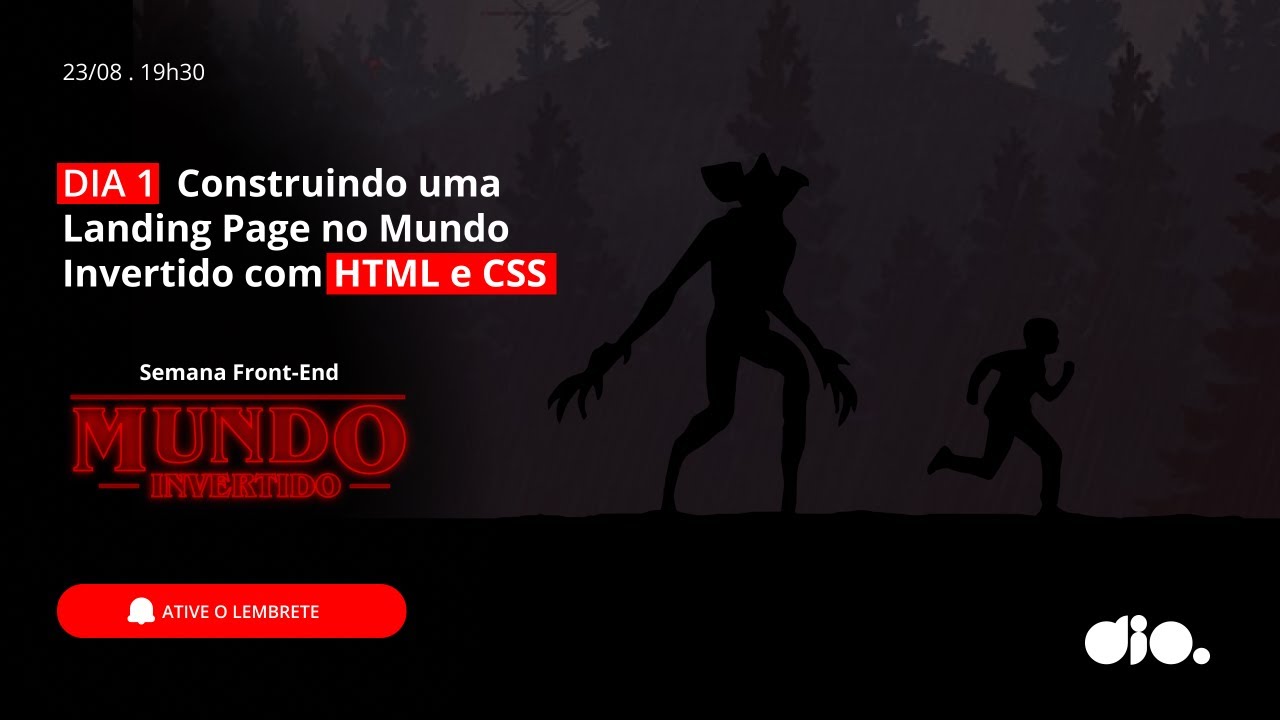 23/08 . 19h30
DIA 1 Construindo uma
Landing Page no Mundo
Invertido com HTML e CSS
Semana Front-End
MUNDO
INVERTIDO
ATIVE O LEMBRETE
dio.